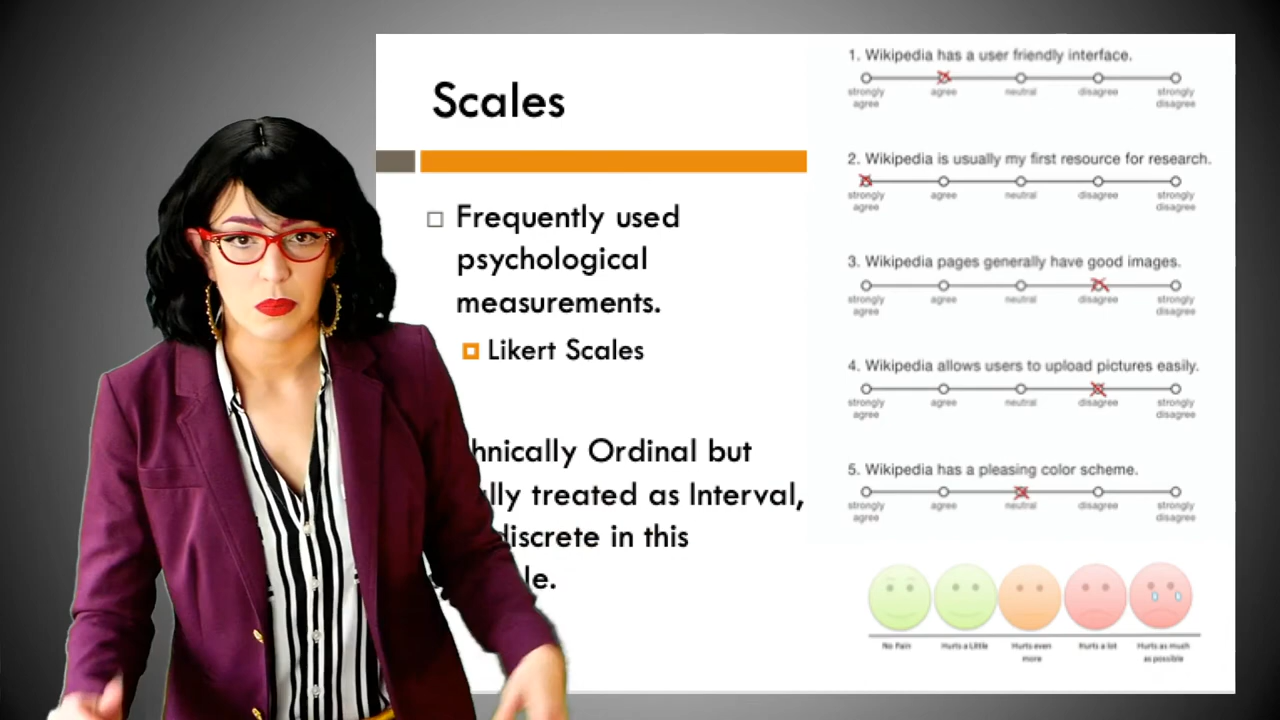 Scales
Frequently used
psychological
measurements.
Likert Scales
hnically Ordinal but
lly treated as Interval,
discrete in this
le.
1. Wikipedia has a user friendly interface.
strongly agree agree neutral disagree strongly disagree
2. Wikipedia is usually my first resource for research.
strongly agree agree neutral disagree strongly disagree
3. Wikipedia pages generally have good images.
strongly agree agree neutral disagree strongly disagree
4. Wikipedia allows users to upload pictures easily.
strongly agree agree neutral disagree strongly disagree
5. Wikipedia has a pleasing color scheme.
strongly agree agree neutral disagree strongly disagree
No Pain Hurts a Little Hurts even more Hurts a lot Hurts as much as possible